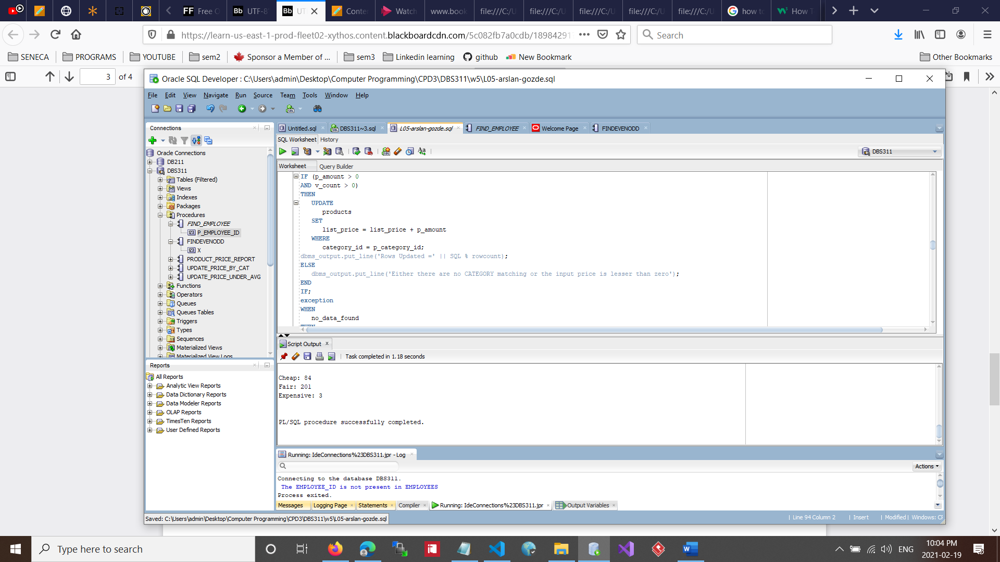 Free O
UTF-8
UT
Conten
Watch
www.book
file:///C:/U
file:///C:/U
file:///C:/U
file:///C:/U
file:///C:/U
how to
How T
https://learn-us-east-1-prod-fleet02-xythos.content.blackboardcdn.com/5c082fb7a0cdb/1898429
Search
SENECA
PROGRAMS
YOUTUBE
sem2
Sponsor a Member of ...
sem3
Linkedin learning
github
New Bookmark
Other Bookmarks
3 of 4
Oracle SQL Developer : C:\Users\admin\Desktop\Computer Programming\CPD3\DBS311\w5\L05-arslan-gozde.sql
File Edit View Navigate Run Source Team Tools Window Help
Connections
Untitled.sql
DBS311~3.sql
L05-arslan-gozde.sql
FIND_EMPLOYEE
Welcome Page
FINDEVENODD
SQL Worksheet History
DBS311
Worksheet Query Builder
Oracle Connections
DB211
DBS311
Tables (Filtered)
Views
Indexes
Packages
Procedures
FIND_EMPLOYEE
P_EMPLOYEE_ID
FINDEVENODD
X
PRODUCT_PRICE_REPORT
UPDATE_PRICE_BY_CAT
UPDATE_PRICE_UNDER_AVG
Functions
Operators
Queues
Queues Tables
Triggers
Types
Sequences
Materialized Views
Materialized View Logs
IF (p_amount > 0
AND v_count > 0)
THEN
UPDATE
products
SET
list_price = list_price + p_amount
WHERE
category_id = p_category_id;
dbms_output.put_line('Rows Updated =' || SQL % rowcount);
ELSE
dbms_output.put_line('Either there are no CATEGORY matching or the input price is lesser than zero');
END
IF;
exception
WHEN
no_data_found
THEN
Script Output
Task completed in 1.18 seconds
Cheap: 84
Fair: 201
Expensive: 3
PL/SQL procedure successfully completed.
Reports
All Reports
Analytic View Reports
Data Dictionary Reports
Data Modeler Reports
OLAP Reports
TimesTen Reports
User Defined Reports
Running: IdeConnections%23DBS311.jpr - Log
Actions
Connecting to the database DBS311.
The EMPLOYEE_ID is not present in EMPLOYEES
Process exited.
Messages
Logging Page
Statements
Compiler
Running: IdeConnections%23DBS311.jpr
Output Variables
Saved: C:\Users\admin\Desktop\Computer Programming\CPD3\DBS311\w5\L05-arslan-gozde.sql
Line 94 Column 2
Insert
Modified
Windows: CF
Type here to search
ENG
10:04 PM
2021-02-19